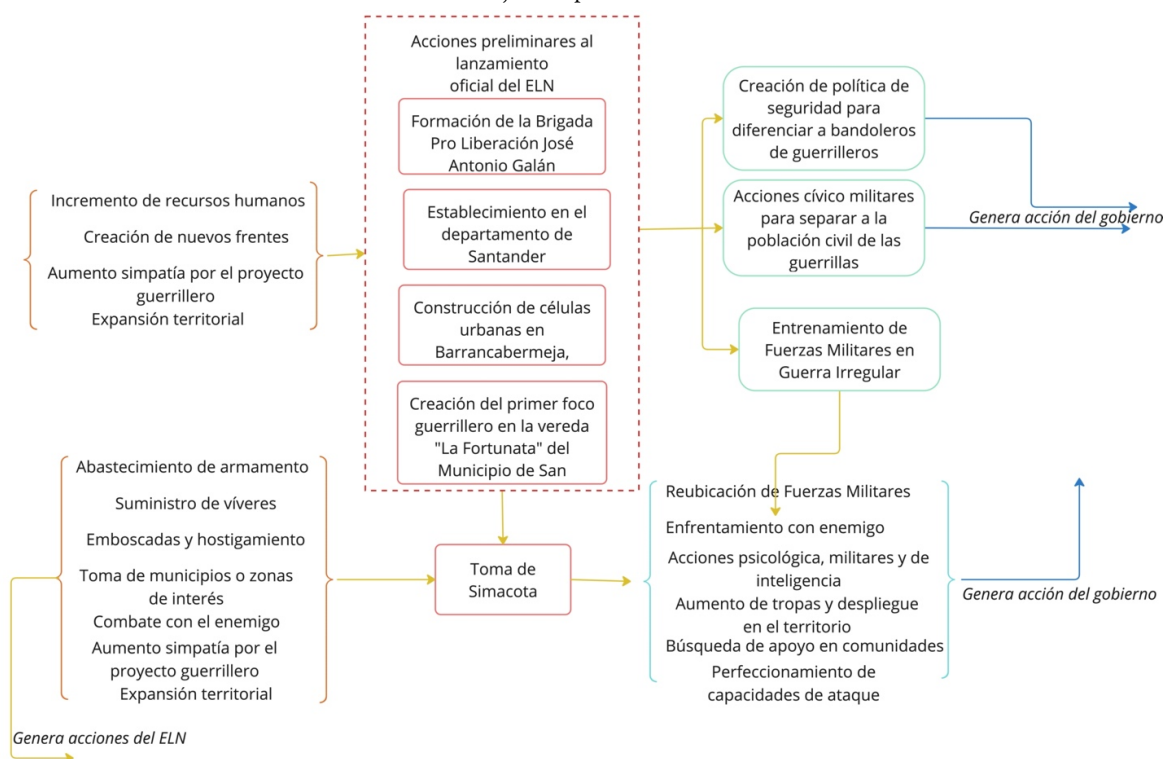 Acciones preliminares al
lanzamiento
oficial del ELN
Formación de la Brigada
Pro Liberación José
Antonio Galán
Establecimiento en el
departamento de
Santander
Construcción de células
urbanas en
Barrancabermeja,
Creación del primer foco
guerrillero en la vereda
"La Fortunata" del
Municipio de San
Incremento de recursos humanos
Creación de nuevos frentes
Aumento simpatía por el proyecto
guerrillero
Expansión territorial
Creación de política de
seguridad para
diferenciar a bandoleros
de guerrilleros
Acciones cívico militares
para separar a la
población civil de las
guerrillas
Genera acción del gobierno
Entrenamiento de
Fuerzas Militares en
Guerra Irregular
Abastecimiento de armamento
Suministro de víveres
Emboscadas y hostigamiento
Toma de municipios o zonas
de interés
Combate con el enemigo
Aumento simpatía por el
proyecto guerrillero
Expansión territorial
Genera acciones del ELN
Toma de
Simacota
Reubicación de Fuerzas Militares
Enfrentamiento con enemigo
Acciones psicológica, militares y de
inteligencia
Aumento de tropas y despliegue
en el territorio
Búsqueda de apoyo en comunidades
Perfeccionamiento de
capacidades de ataque
Genera acción del gobierno